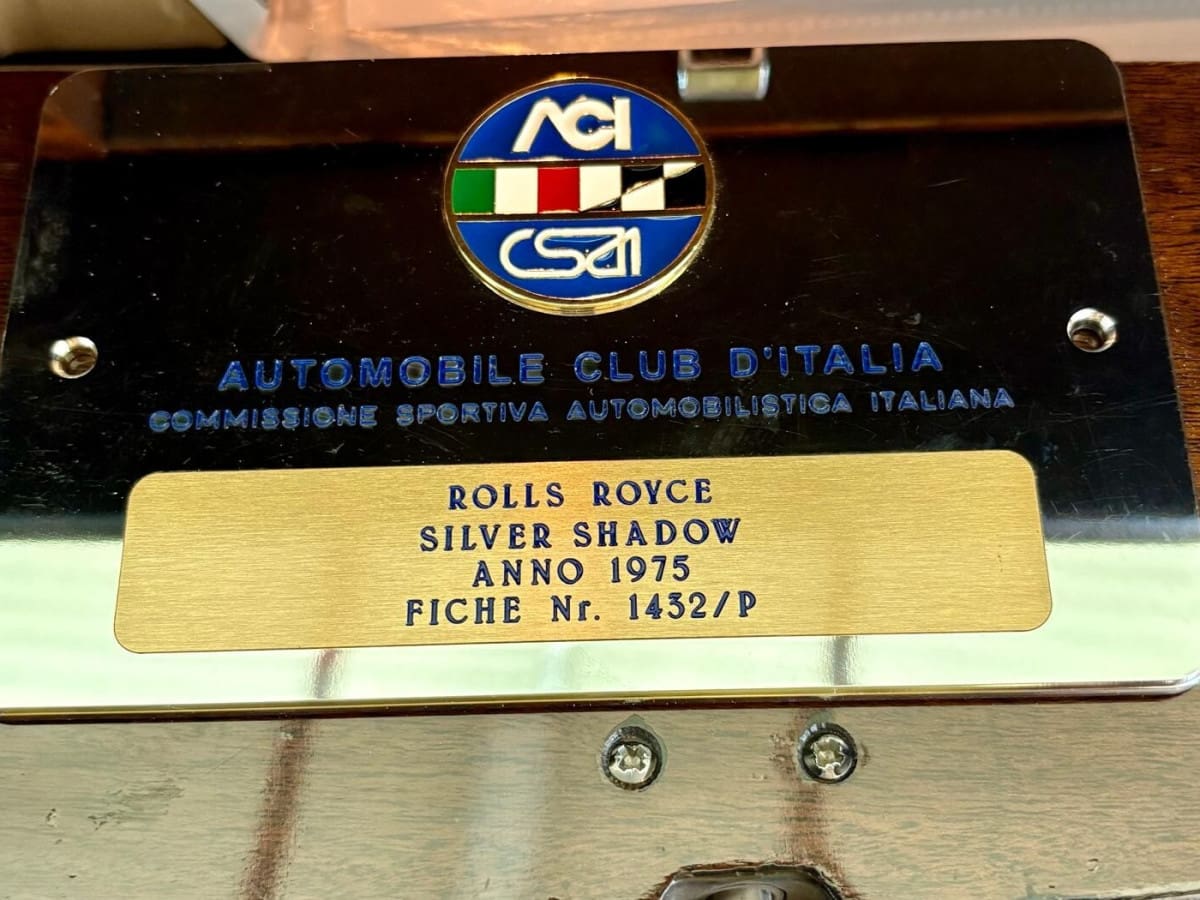 ACI
CSAI
AUTOMOBILE CLUB D'ITALIA
COMMISSIONE SPORTIVA AUTOMOBILISTICA ITALIANA
ROLLS ROYCE
SILVER SHADOW
ANNO 1975
FICHE Nr. 1432/P